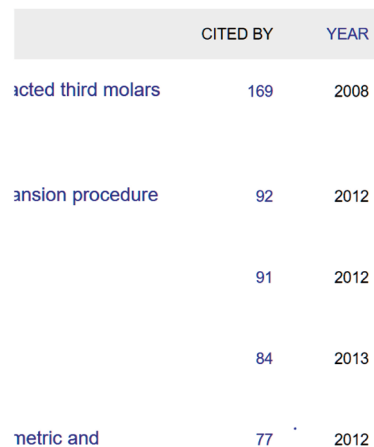 CITED BY YEAR
acted third molars 169 2008
ansion procedure 92 2012
91 2012
84 2013
metric and 77 2012